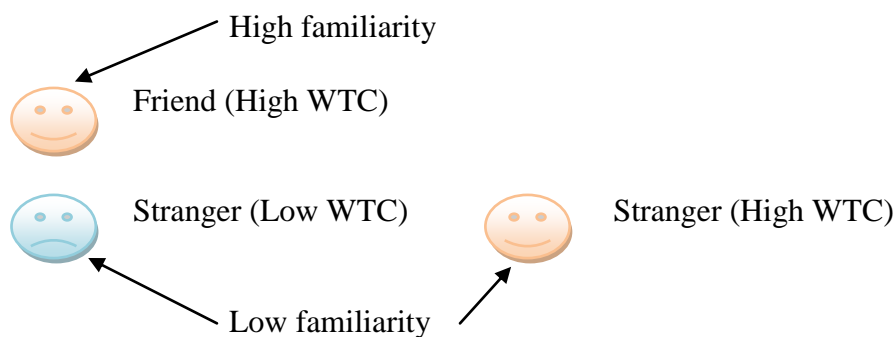 High familiarity
Friend (High WTC)
Stranger (Low WTC)
Stranger (High WTC)
Low familiarity